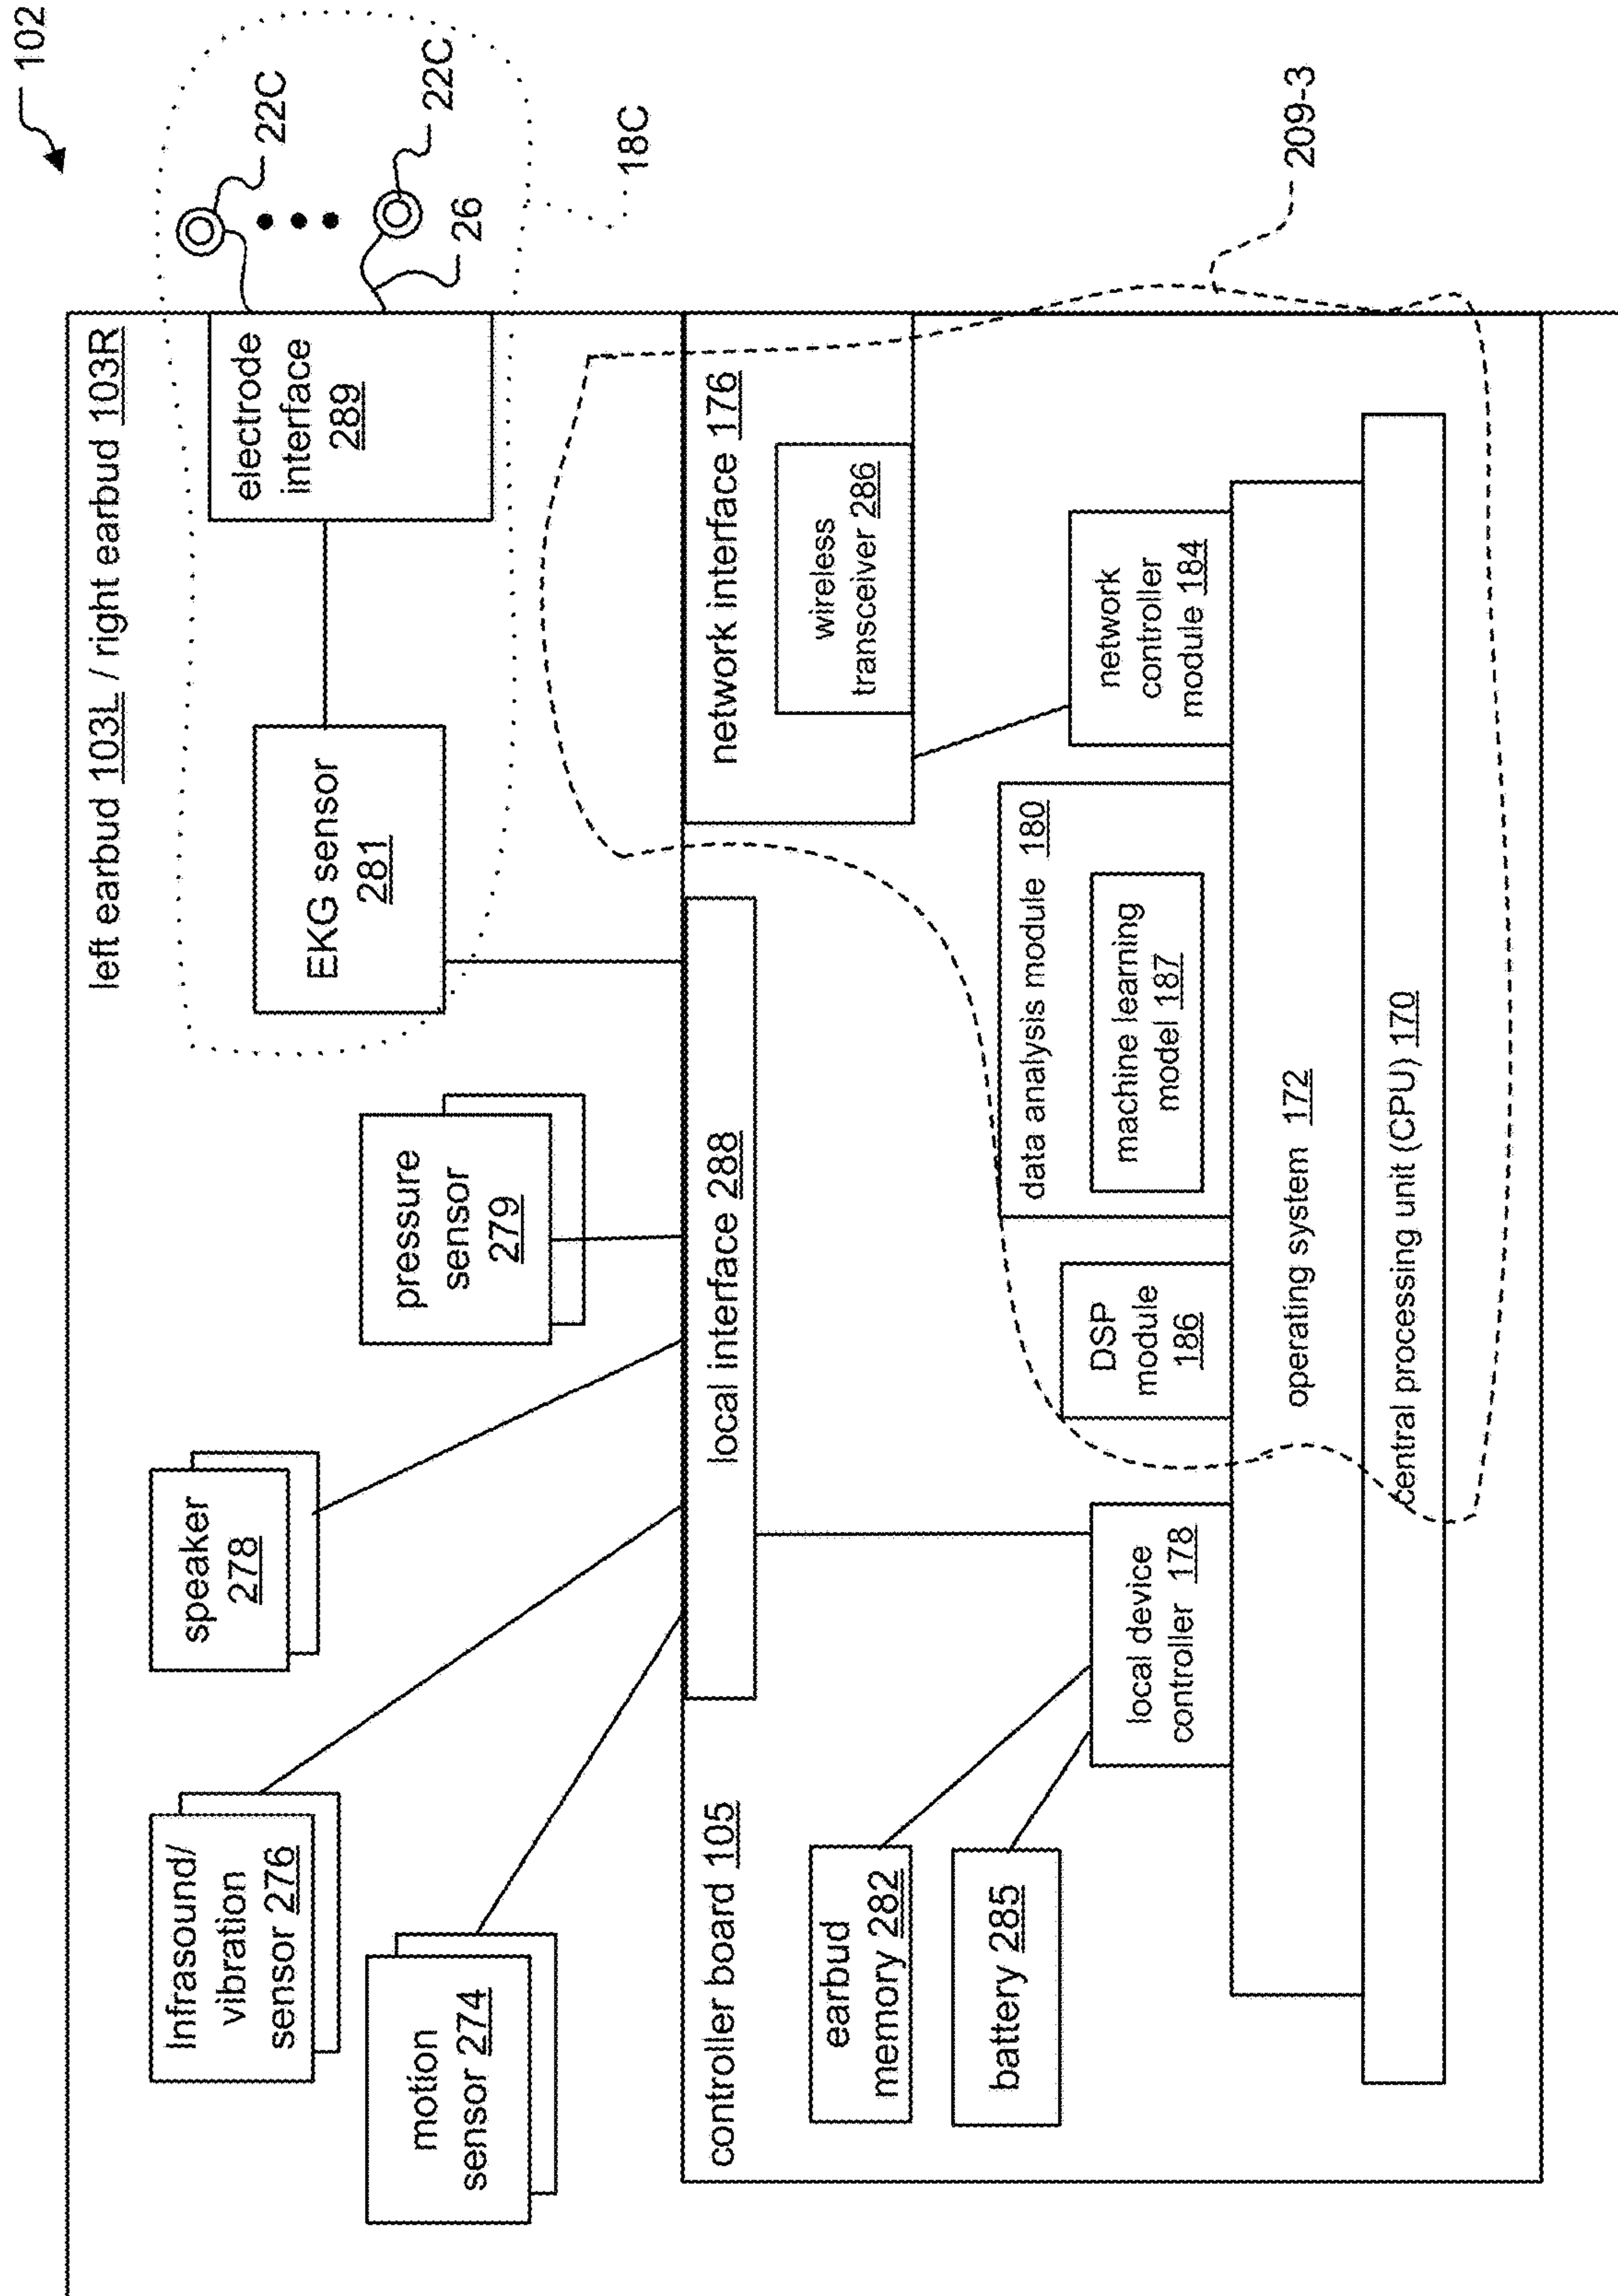 102
left earbud 103L / right earbud 103R
Infrasound/
vibration
sensor 276
speaker
278
motion
sensor 274
pressure
sensor
279
EKG sensor
281
electrode
interface
289
22C
22C
26
18C
controller board 105
local interface 288
network interface 176
wireless
transceiver 286
earbud
memory 282
battery 285
local device
controller 178
DSP
module
186
data analysis module 180
machine learning
model 187
network
controller
module 184
operating system 172
central processing unit (CPU) 170
209-3